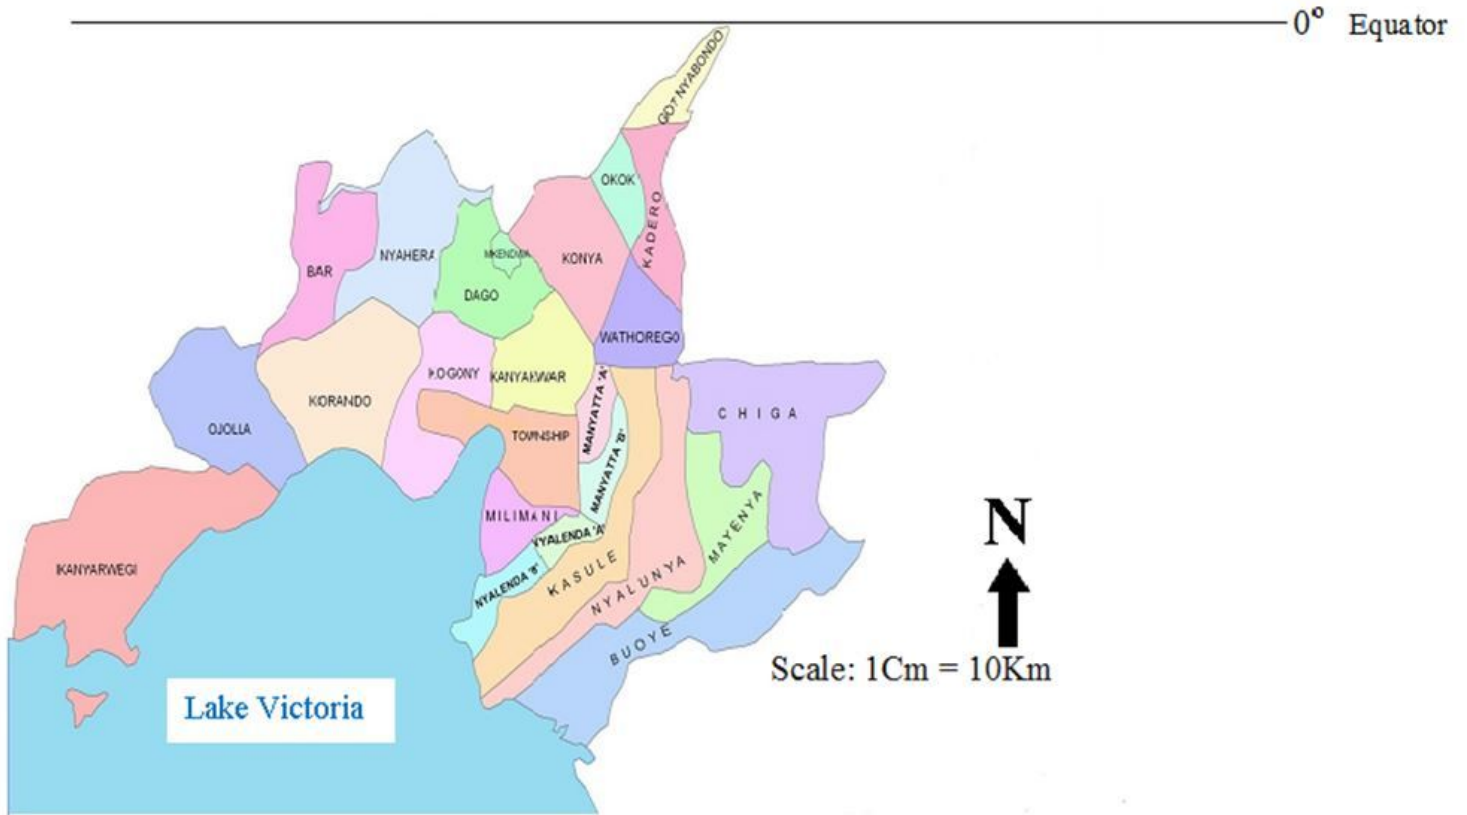 0° Equator
GOT NYABONDO
OKOK
KADERO
NYAHERA
MKENDWA
KONYA
BAR
DAGO
WATHOREGO
KOGONY
KANYAKWAR
MANYATTA 'A'
KORANDO
CHIGA
OJOLLA
TOWNSHIP
MANYATTA 'B'
MILIMANI
MAYENYA
NYALENDA 'A'
N
KANYARWEGI
NYALENDA 'B'
KASULE
NYALUNYA
BUOYE
Scale: 1Cm = 10Km
Lake Victoria